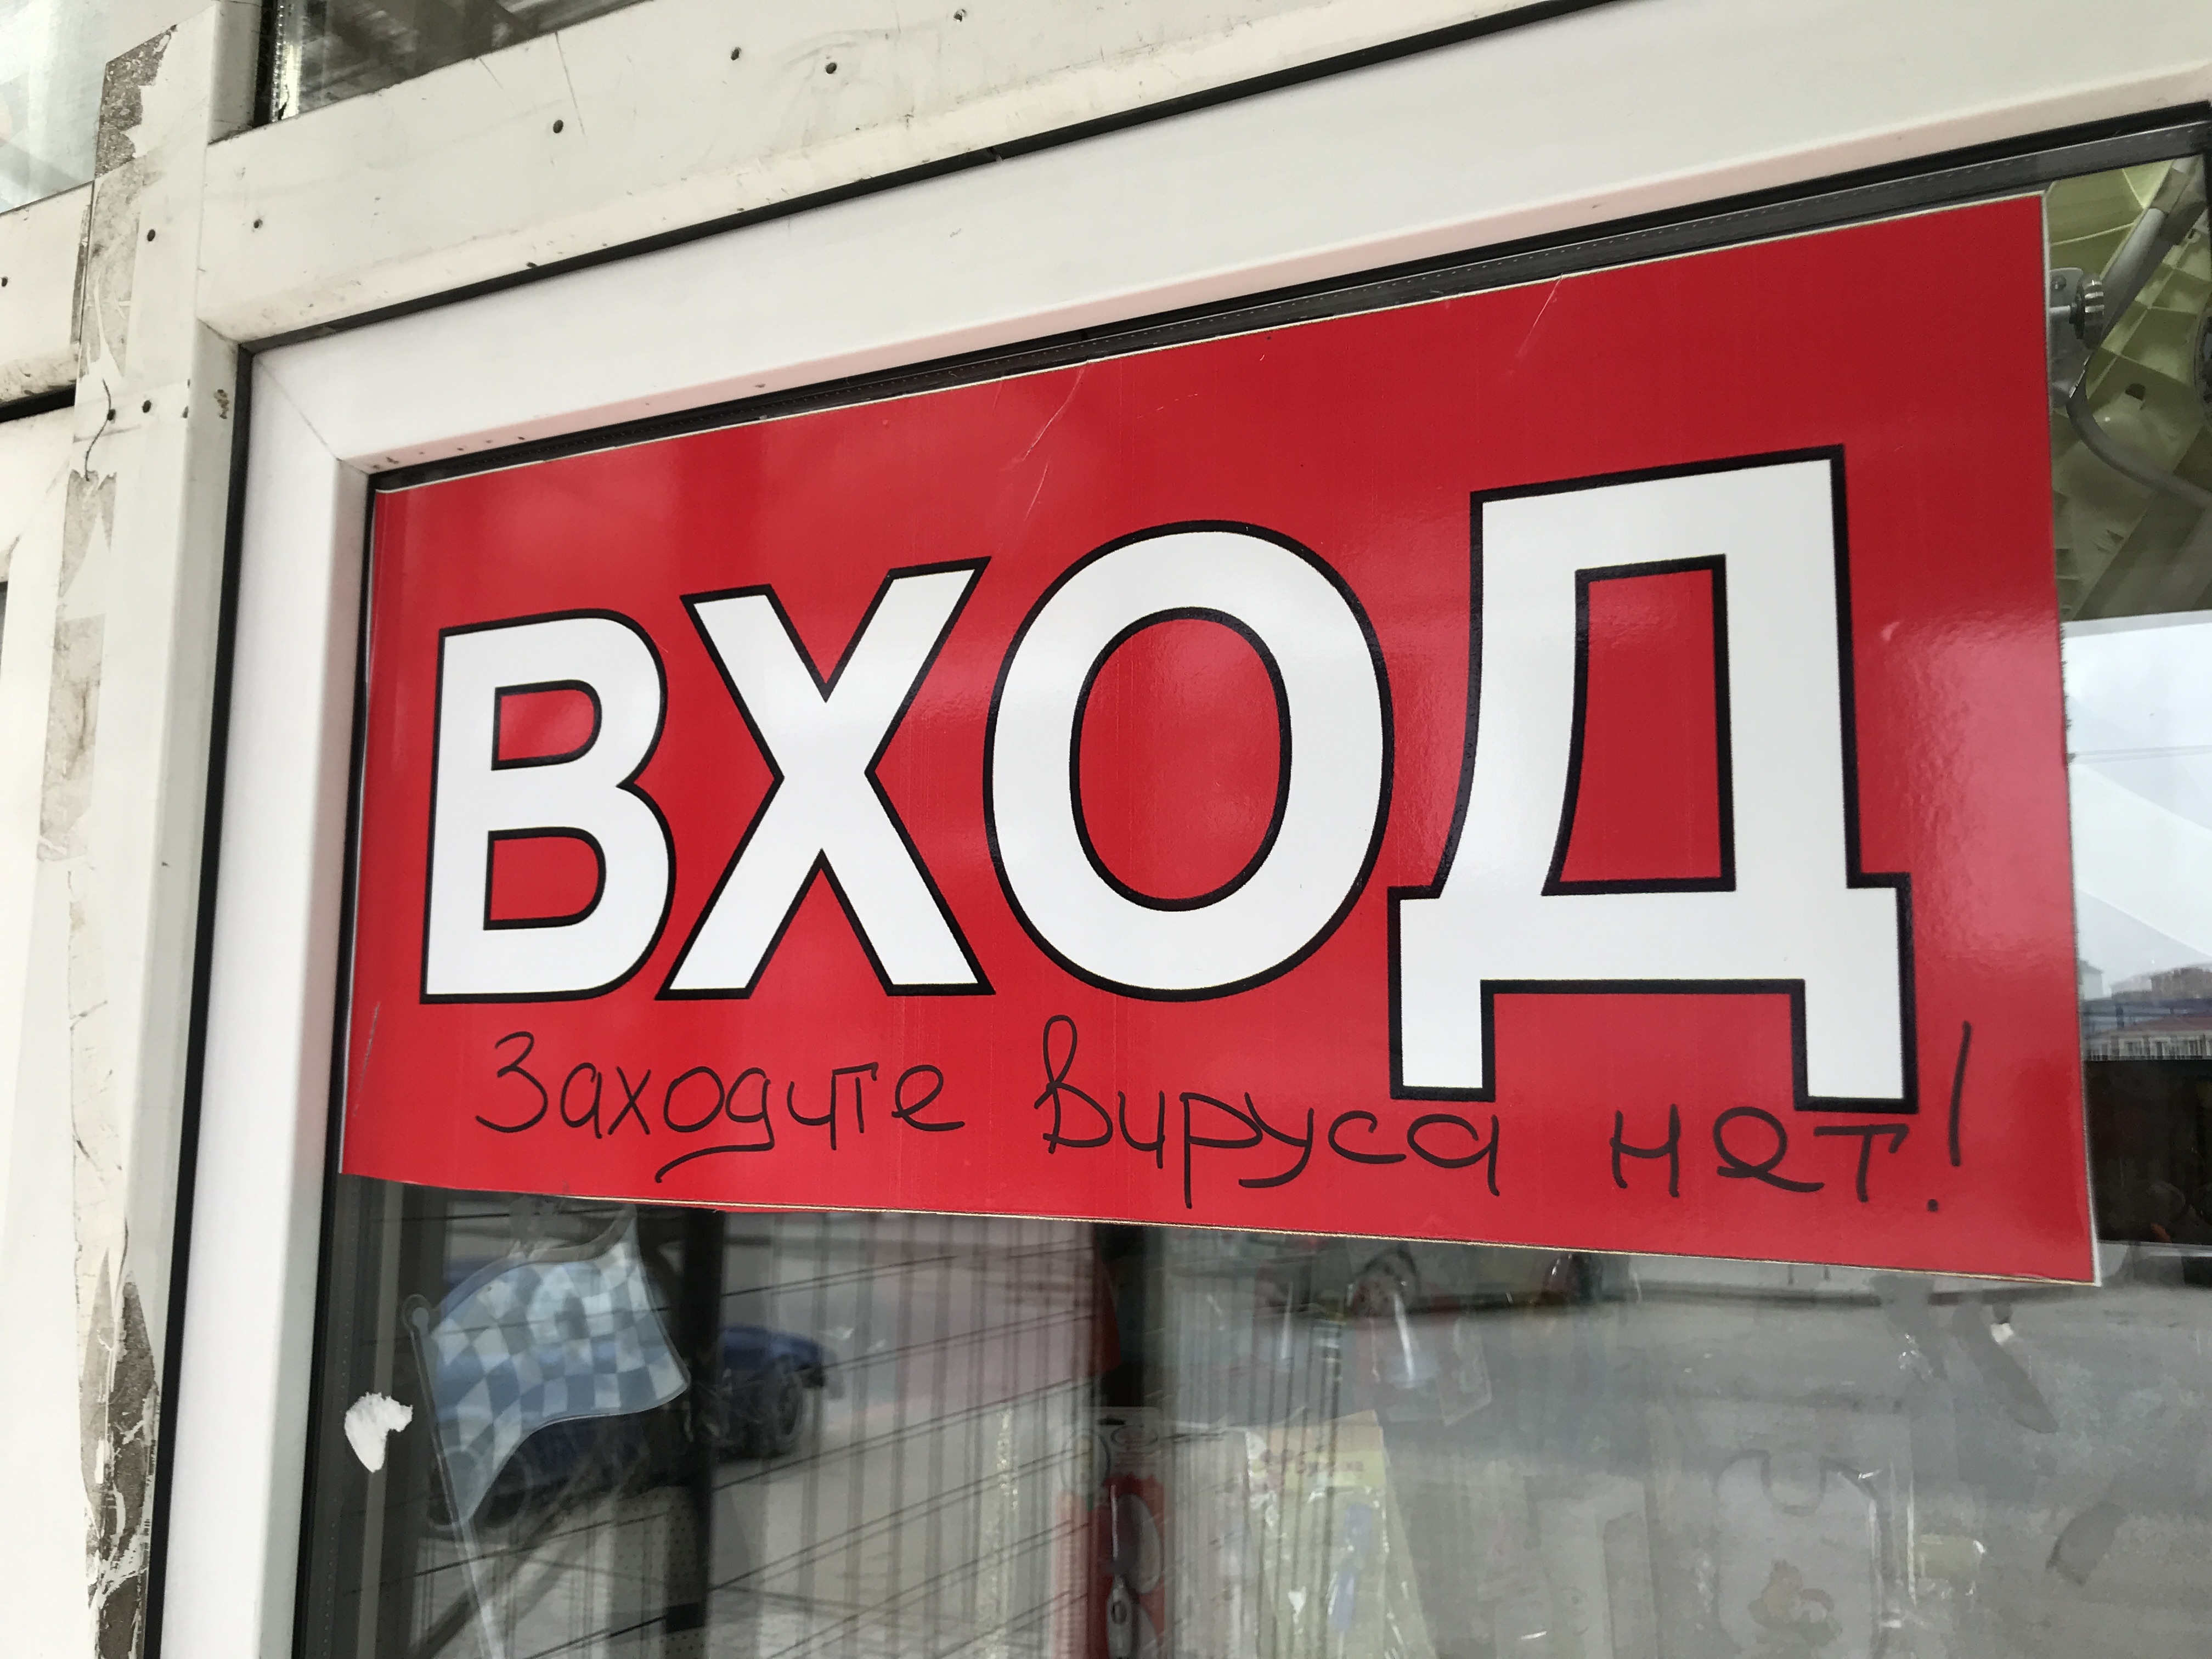 ВХОД
Заходите вируса нет!